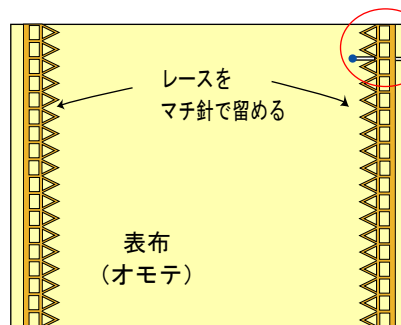 レースを
マチ針で留める
表布
（オモテ）